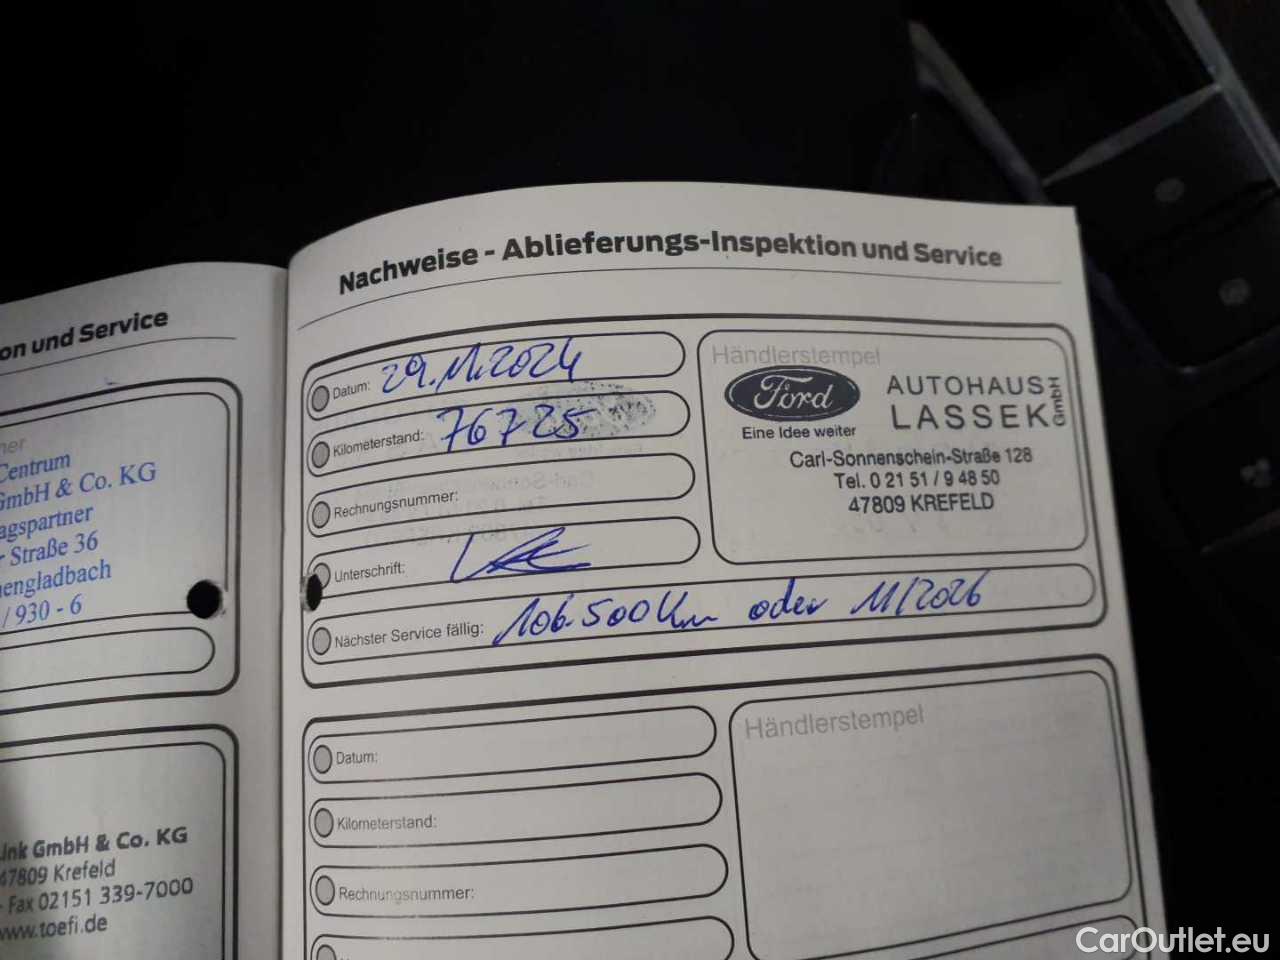 on und Service
Centrum
GmbH & Co. KG
agspartner
Straße 36
engladbach
/ 930 - 6
GmbH & Co. KG
47809 Krefeld
Fax 02151 339-7000
www.toefi.de
Nachweise - Ablieferungs-Inspektion und Service
Datum: 29.11.2024
Kilometerstand: 76725
Rechnungsnummer:
Unterschrift:
Nächster Service fällig: 106.500 Km oder 11/2026
Händlerstempel
Ford
Eine Idee weiter
AUTOHAUS
LASSEK GmbH
Carl-Sonnenschein-Straße 128
Tel. 0 21 51 / 9 48 50
47809 KREFELD
Datum:
Kilometerstand:
Rechnungsnummer:
Händlerstempel
CarOutlet.eu